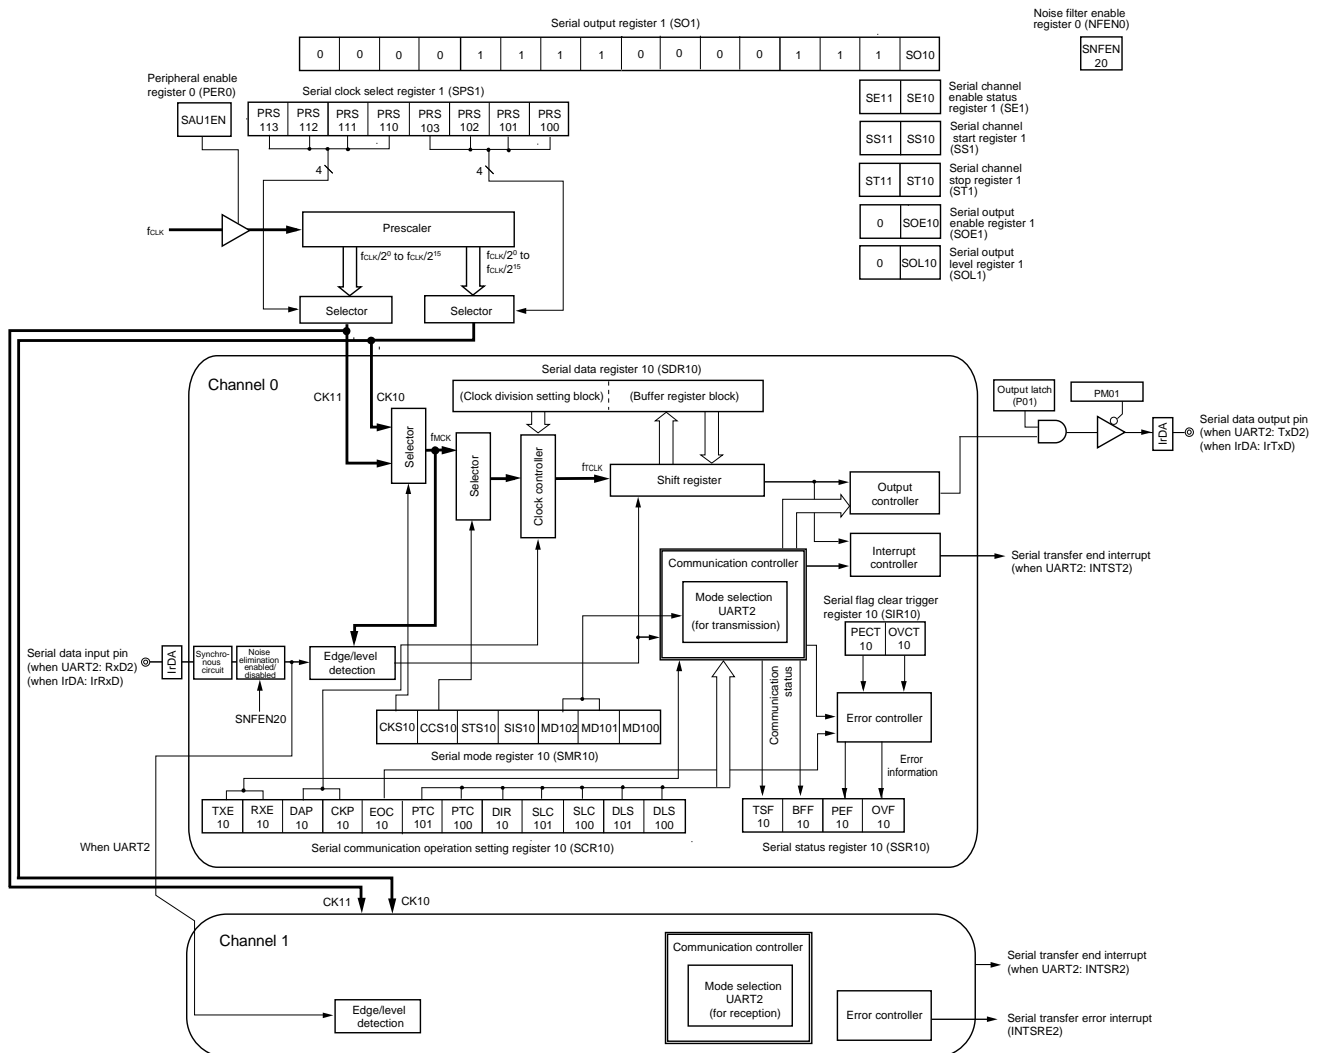 Serial output register 1 (SO1)
0 0 0 0 1 1 1 1 0 0 0 0 1 1 1 SO10
Noise filter enable
register 0 (NFEN0)
SNFEN
20
Peripheral enable
register 0 (PER0)
SAU1EN
Serial clock select register 1 (SPS1)
PRS
113
PRS
112
PRS
111
PRS
110
PRS
103
PRS
102
PRS
101
PRS
100
4
4
SE11 SE10
Serial channel
enable status
register 1 (SE1)
SS11 SS10
Serial channel
start register 1
(SS1)
ST11 ST10
Serial channel
stop register 1
(ST1)
0 SOE10
Serial output
enable register 1
(SOE1)
0 SOL10
Serial output
level register 1
(SOL1)
fCLK
Prescaler
fCLK/2⁰ to fCLK/2¹⁵
fCLK/2⁰ to
fCLK/2¹⁵
Selector
Selector
Channel 0
CK11
CK10
Serial data register 10 (SDR10)
(Clock division setting block)
(Buffer register block)
Selector
fMCK
Selector
Clock controller
fTCLK
Shift register
Output latch
(P01)
PM01
IrDA
Serial data output pin
(when UART2: TxD2)
(when IrDA: IrTxD)
Output
controller
Interrupt
controller
Serial transfer end interrupt
(when UART2: INTST2)
Communication controller
Mode selection
UART2
(for transmission)
Serial flag clear trigger
register 10 (SIR10)
PECT
10
OVCT
10
Serial data input pin
(when UART2: RxD2)
(when IrDA: IrRxD)
IrDA
Synchro-
nous
circuit
Noise
elimination
enabled/
disabled
SNFEN20
Edge/level
detection
Communication
status
Error controller
Error
information
CKS10 CCS10 STS10 SIS10 MD102 MD101 MD100
Serial mode register 10 (SMR10)
TXE
10
RXE
10
DAP
10
CKP
10
EOC
10
PTC
101
PTC
100
DIR
10
SLC
101
SLC
100
DLS
101
DLS
100
Serial communication operation setting register 10 (SCR10)
TSF
10
BFF
10
PEF
10
OVF
10
Serial status register 10 (SSR10)
When UART2
CK11
CK10
Channel 1
Communication controller
Mode selection
UART2
(for reception)
Edge/level
detection
Error controller
Serial transfer end interrupt
(when UART2: INTSR2)
Serial transfer error interrupt
(INTSRE2)